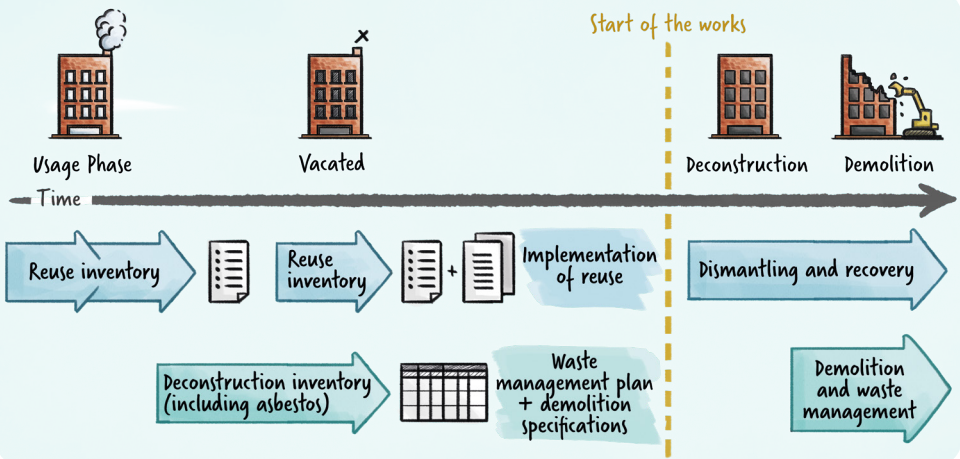 Start of the works
Usage Phase
Vacated
Deconstruction
Demolition
Time
Reuse inventory
Reuse
inventory
+
Implementation
of reuse
Dismantling and recovery
Deconstruction inventory
(including asbestos)
Waste
management plan
+ demolition
specifications
Demolition
and waste
management